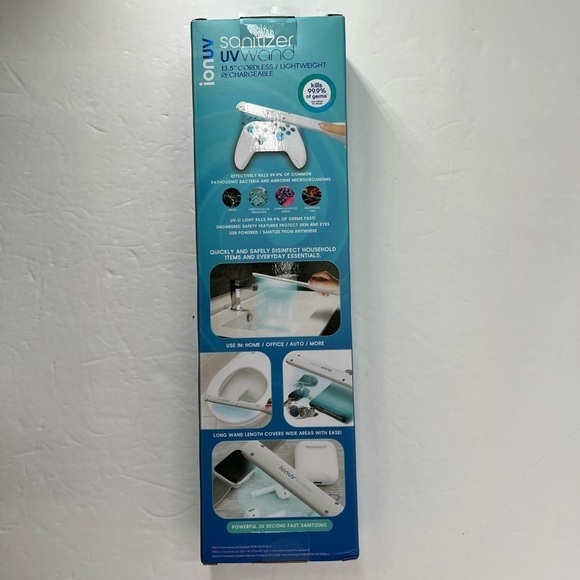 ionUV
sanitizer
UV wand
13.5" CORDLESS / LIGHTWEIGHT
RECHARGEABLE
kills
99.9%
of germs
EFFECTIVELY KILLS 99.9% OF COMMON
PATHOGENIC BACTERIA AND AIRBORNE MICROORGANISMS
UV-C LIGHT KILLS 99.9% OF GERMS FAST!
ENGINEERED SAFETY FEATURES PROTECT SKIN AND EYES
USB POWERED / SANITIZE FROM ANYWHERE
QUICKLY AND SAFELY DISINFECT HOUSEHOLD
ITEMS AND EVERYDAY ESSENTIALS.
USE IN: HOME / OFFICE / AUTO / MORE
LONG WAND LENGTH COVERS WIDE AREAS WITH EASE!
ionUV
POWERFUL 30 SECOND FAST SANITIZING